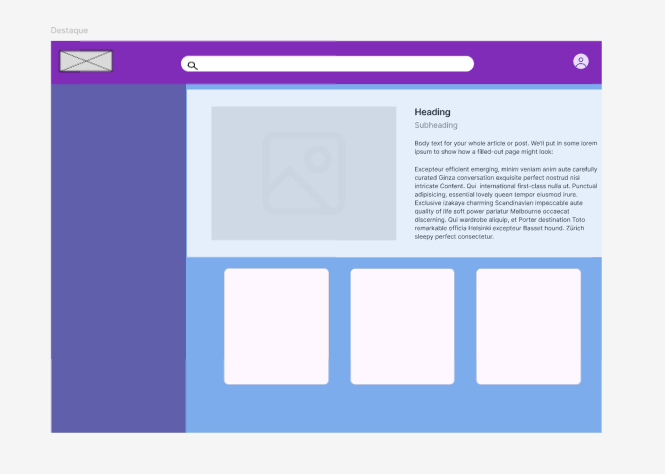 Destaque
Heading
Subheading
Body text for your whole article or post. We'll put in some lorem
ipsum to show how a filled-out page might look:
Excepteur efficient emerging, minim veniam anim aute carefully
curated Ginza conversation exquisite perfect nostrud nisi
intricate Content. Qui international first-class nulla ut. Punctual
adipisicing, essential lovely queen tempor eiusmod irure.
Exclusive izakaya charming Scandinavian impeccable aute
quality of life soft power pariatur Melbourne occaecat
discerning. Qui wardrobe aliquip, et Porter destination Toto
remarkable officia Helsinki excepteur Basset hound. Zürich
sleepy perfect consectetur.